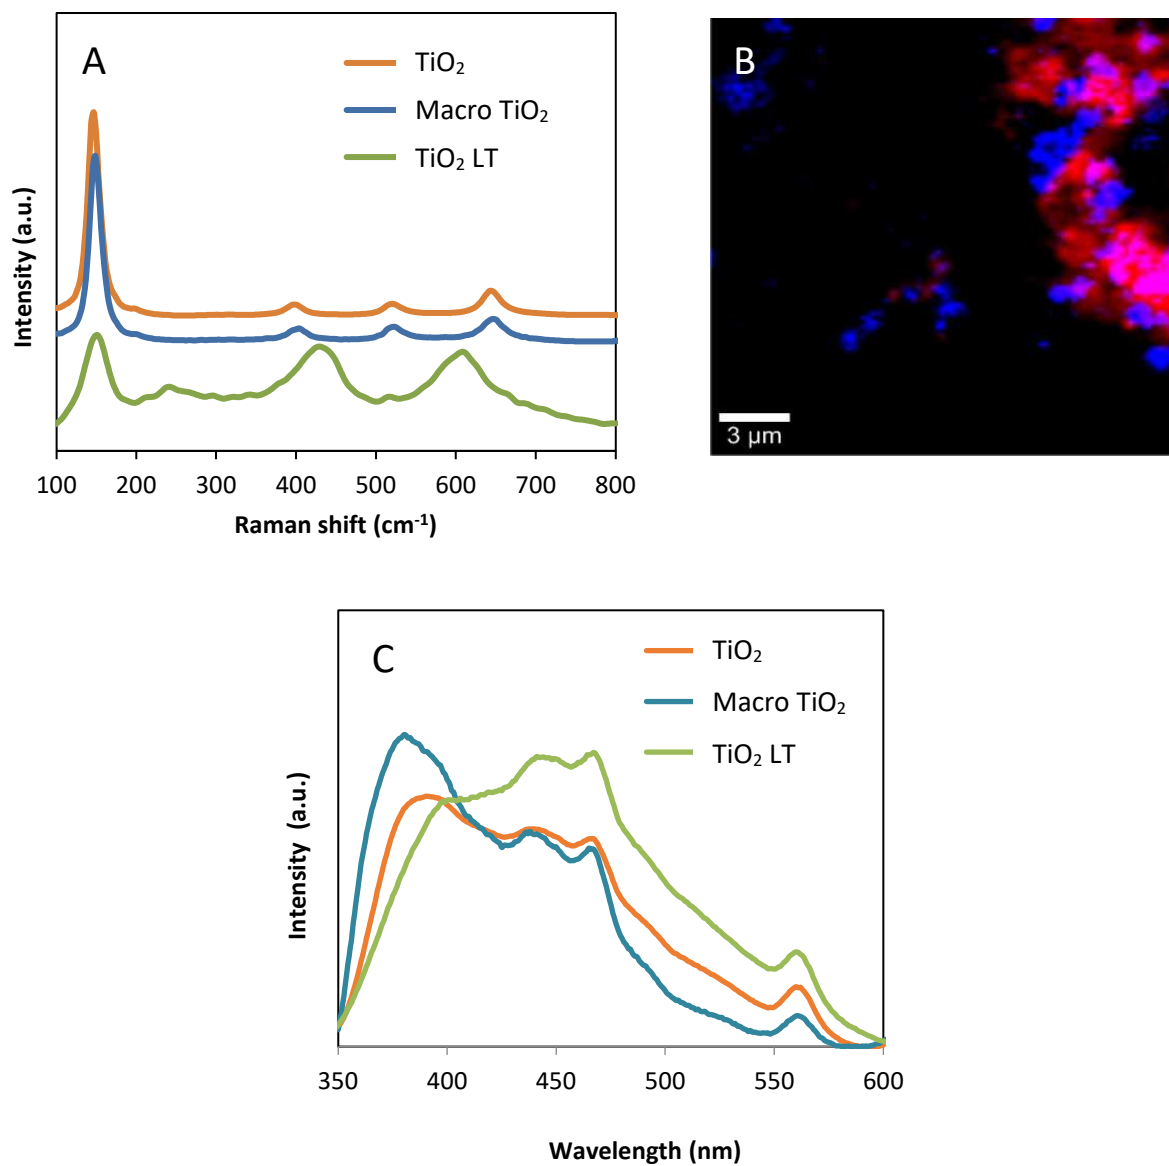 A
TiO₂
Macro TiO₂
TiO₂ LT
Intensity (a.u.)
100 200 300 400 500 600 700 800
Raman shift (cm⁻¹)
B
3 µm
C
TiO₂
Macro TiO₂
TiO₂ LT
Intensity (a.u.)
350 400 450 500 550 600
Wavelength (nm)